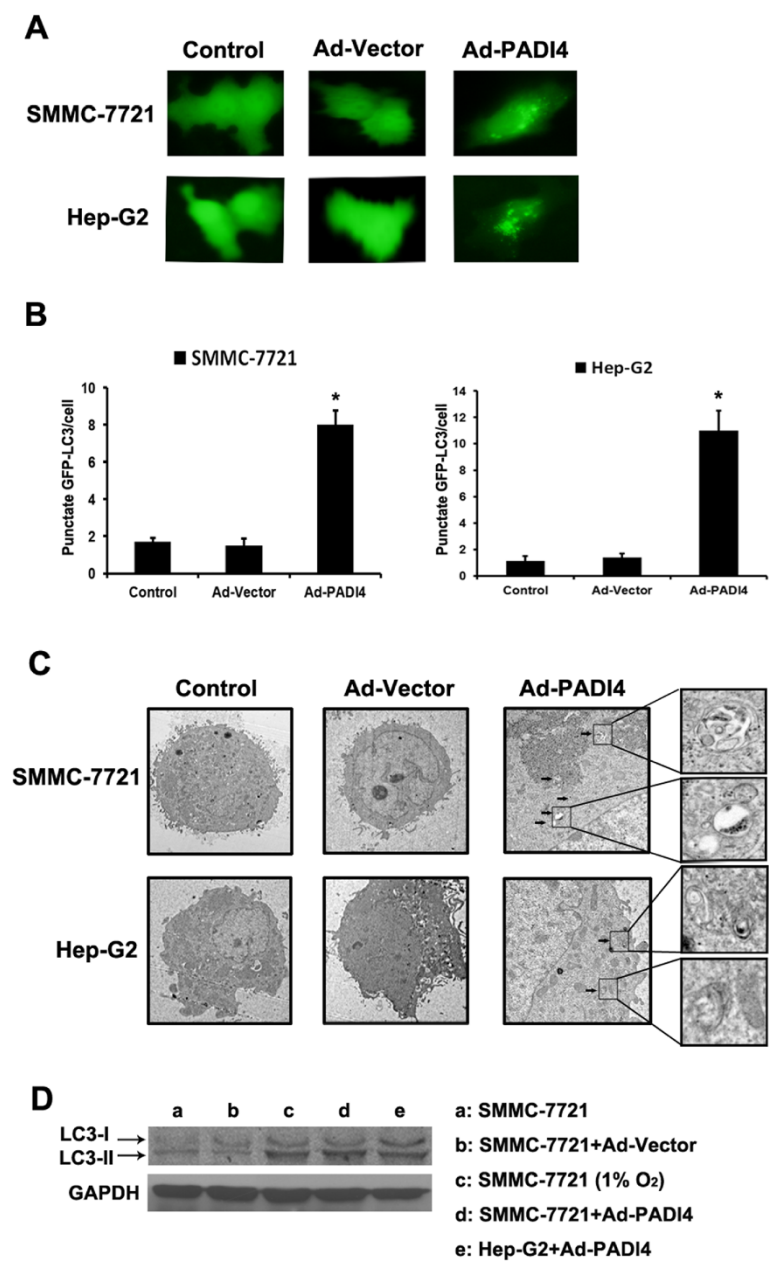 A
Control Ad-Vector Ad-PADI4
SMMC-7721
Hep-G2
B
SMMC-7721
Punctate GFP-LC3/cell
10
8
6
4
2
0
*
Control Ad-Vector Ad-PADI4
Hep-G2
Punctate GFP-LC3/cell
14
12
10
8
6
4
2
0
*
Control Ad-Vector Ad-PADI4
C
Control Ad-Vector Ad-PADI4
SMMC-7721
Hep-G2
D
a b c d e
LC3-I
LC3-II
GAPDH
a: SMMC-7721
b: SMMC-7721+Ad-Vector
c: SMMC-7721 (1% O₂)
d: SMMC-7721+Ad-PADI4
e: Hep-G2+Ad-PADI4